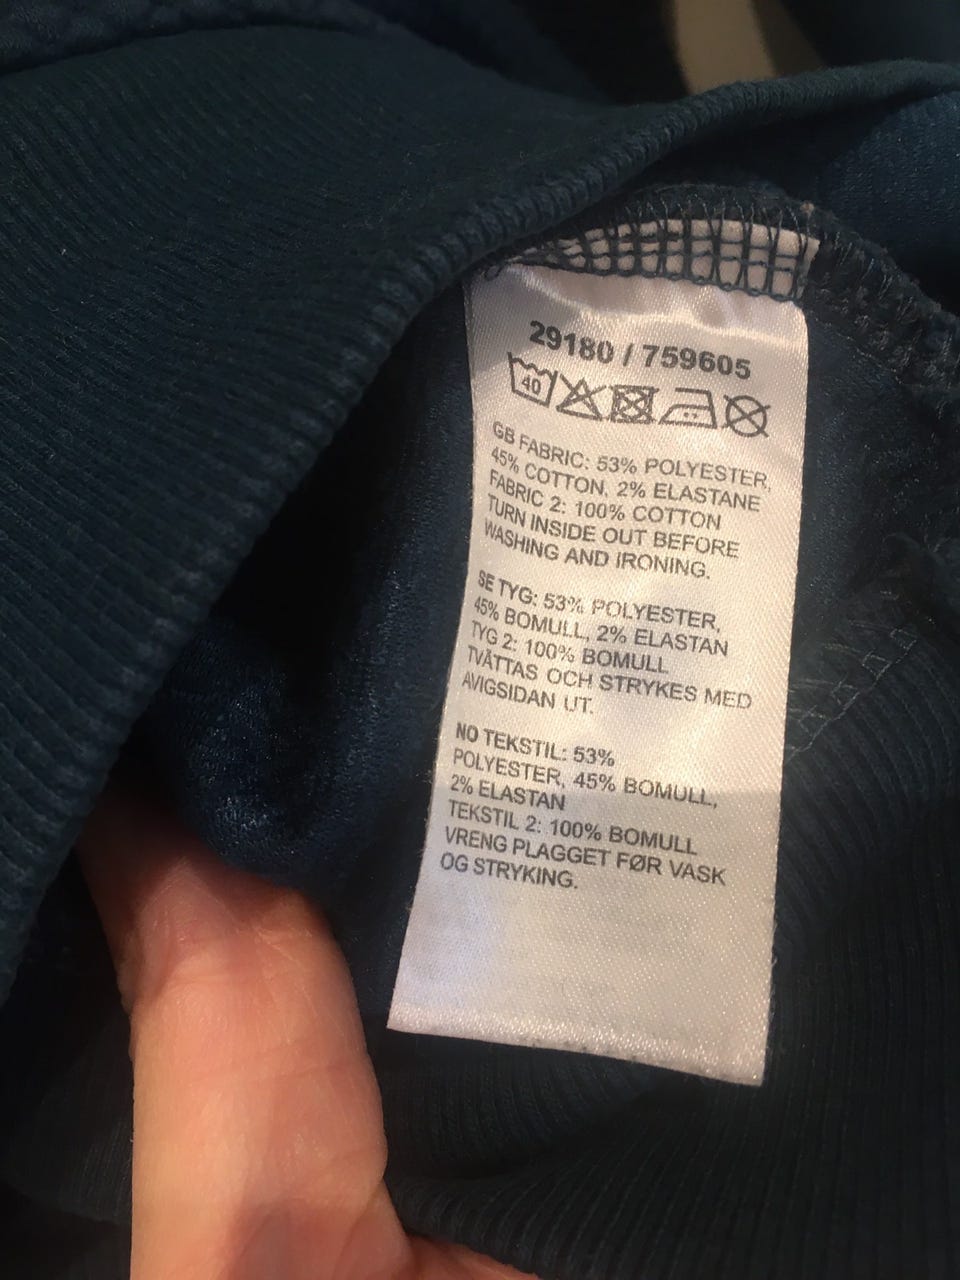 29180 / 759605
40
GB FABRIC: 53% POLYESTER,
45% COTTON, 2% ELASTANE
FABRIC 2: 100% COTTON
TURN INSIDE OUT BEFORE
WASHING AND IRONING.
SE TYG: 53% POLYESTER,
45% BOMULL, 2% ELASTAN
TYG 2: 100% BOMULL
TVÄTTAS OCH STRYKES MED
AVIGSIDAN UT.
NO TEKSTIL: 53%
POLYESTER, 45% BOMULL,
2% ELASTAN
TEKSTIL 2: 100% BOMULL
VRENG PLAGGET FØR VASK
OG STRYKING.